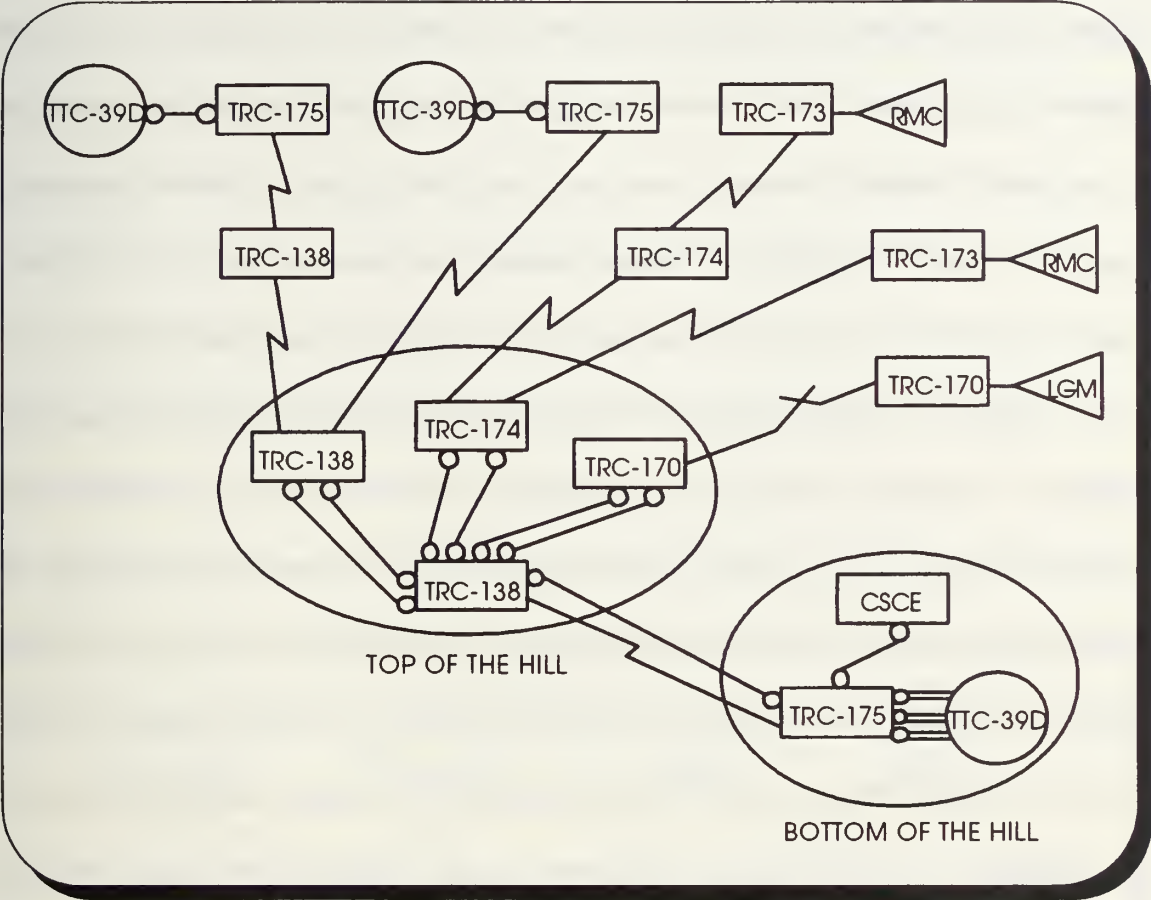 TTC-39D
TRC-175
TTC-39D
TRC-175
TRC-173
RMC
TRC-138
TRC-174
TRC-173
RMC
TRC-170
LGM
TRC-138
TRC-174
TRC-170
TRC-138
TOP OF THE HILL
CSCE
TRC-175
TTC-39D
BOTTOM OF THE HILL